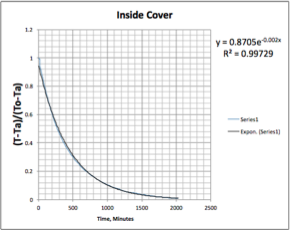 Inside Cover
y = 0.8705e-0.002x
R² = 0.99729
(T-Ta)/(To-Ta)
1.2
1
0.8
0.6
0.4
0.2
0
0 500 1000 1500 2000 2500
Time, Minutes
Series1
Expon. (Series1)